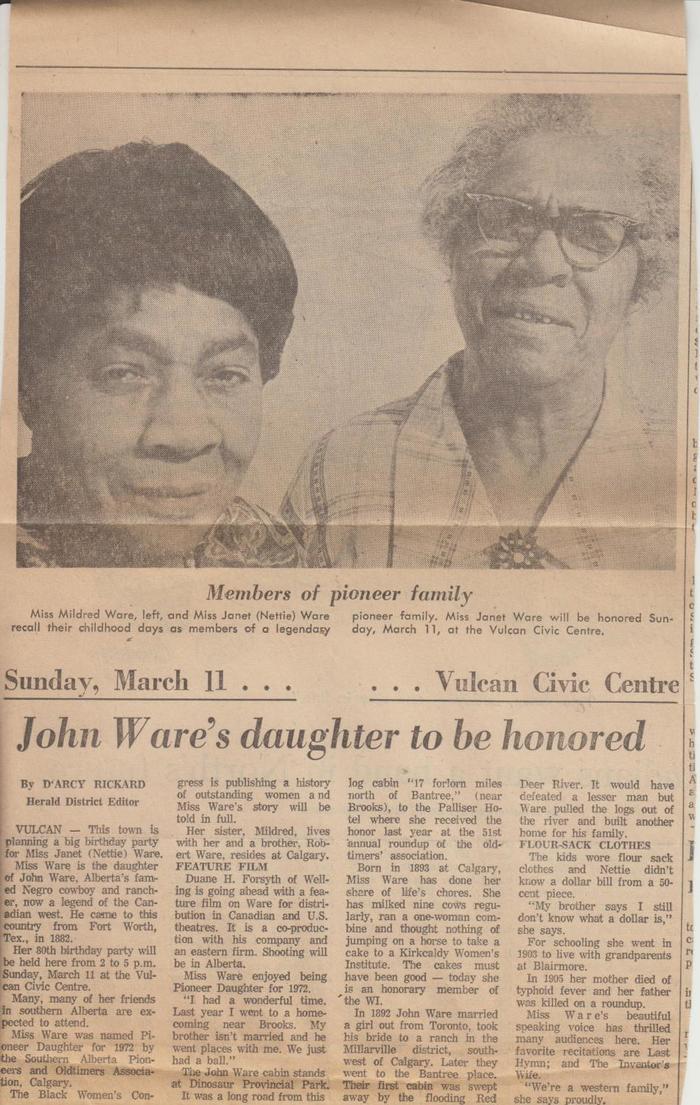 Members of pioneer family
Miss Mildred Ware, left, and Miss Janet (Nettie) Ware
recall their childhood days as members of a legendary
pioneer family. Miss Janet Ware will be honored Sun-
day, March 11, at the Vulcan Civic Centre.
Sunday, March 11 . . .
. . . Vulcan Civic Centre
John Ware's daughter to be honored
By D'ARCY RICKARD
Herald District Editor
VULCAN — This town is
planning a big birthday party
for Miss Janet (Nettie) Ware.
Miss Ware is the daughter
of John Ware, Alberta's fam-
ed Negro cowboy and ranch-
er, now a legend of the Can-
adian west. He came to this
country from Fort Worth,
Tex., in 1882.
Her 80th birthday party will
be held here from 2 to 5 p.m.
Sunday, March 11 at the Vul-
can Civic Centre.
Many, many of her friends
in southern Alberta are ex-
pected to attend.
Miss Ware was named Pi-
oneer Daughter for 1972 by
the Southern Alberta Pion-
eers and Oldtimers Associa-
tion, Calgary.
The Black Women's Con-
gress is publishing a history
of outstanding women and
Miss Ware's story will be
told in full.
Her sister, Mildred, lives
with her and a brother, Rob-
ert Ware, resides at Calgary.
FEATURE FILM
Duane H. Forsyth of Well-
ing is going ahead with a fea-
ture film on Ware for distri-
bution in Canadian and U.S.
theatres. It is a co-produc-
tion with his company and
an eastern firm. Shooting will
be in Alberta.
Miss Ware enjoyed being
Pioneer Daughter for 1972.
"I had a wonderful time.
Last year I went to a home-
coming near Brooks. My
brother isn't married and he
went places with me. We just
had a ball."
The John Ware cabin stands
at Dinosaur Provincial Park.
It was a long road from this
log cabin "17 forlorn miles
north of Bantree," (near
Brooks), to the Palliser Ho-
tel where she received the
honor last year at the 51st
annual roundup of the old-
timers' association.
Born in 1893 at Calgary,
Miss Ware has done her
share of life's chores. She
has milked nine cows regu-
larly, ran a one-woman com-
bine and thought nothing of
jumping on a horse to take a
cake to a Kirkcaldy Women's
Institute. The cakes must
have been good — today she
is an honorary member of
the WI.
In 1892 John Ware married
a girl out from Toronto, took
his bride to a ranch in the
Millarville district, south-
west of Calgary. Later they
went to the Bantree place.
Their first cabin was swept
away by the flooding Red
Deer River. It would have
defeated a lesser man but
Ware pulled the logs out of
the river and built another
home for his family.
FLOUR-SACK CLOTHES
The kids wore flour sack
clothes and Nettie didn't
know a dollar bill from a 50-
cent piece.
"My brother says I still
don't know what a dollar is,"
she says.
For schooling she went in
1903 to live with grandparents
at Blairmore.
In 1905 her mother died of
typhoid fever and her father
was killed on a roundup.
Miss Ware's beautiful
speaking voice has thrilled
many audiences here. Her
favorite recitations are Last
Hymn; and The Inventor's
Wife.
"We're a western family,"
she says proudly.